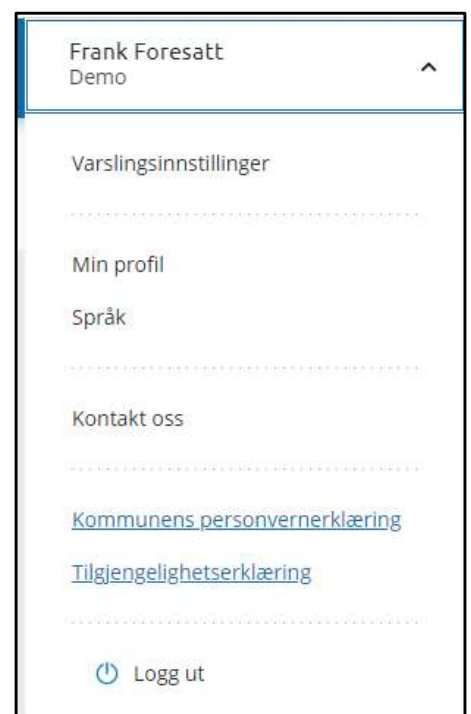 Frank Foresatt
Demo
Varslingsinnstillinger
Min profil
Språk
Kontakt oss
Kommunens personvernerklæring
Tilgjengelighetserklæring
Logg ut